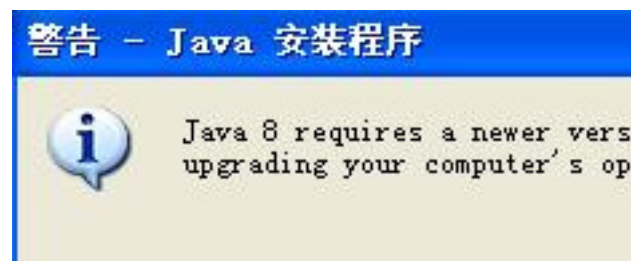 警告 - Java 安装程序
Java 8 requires a newer vers
upgrading your computer's op